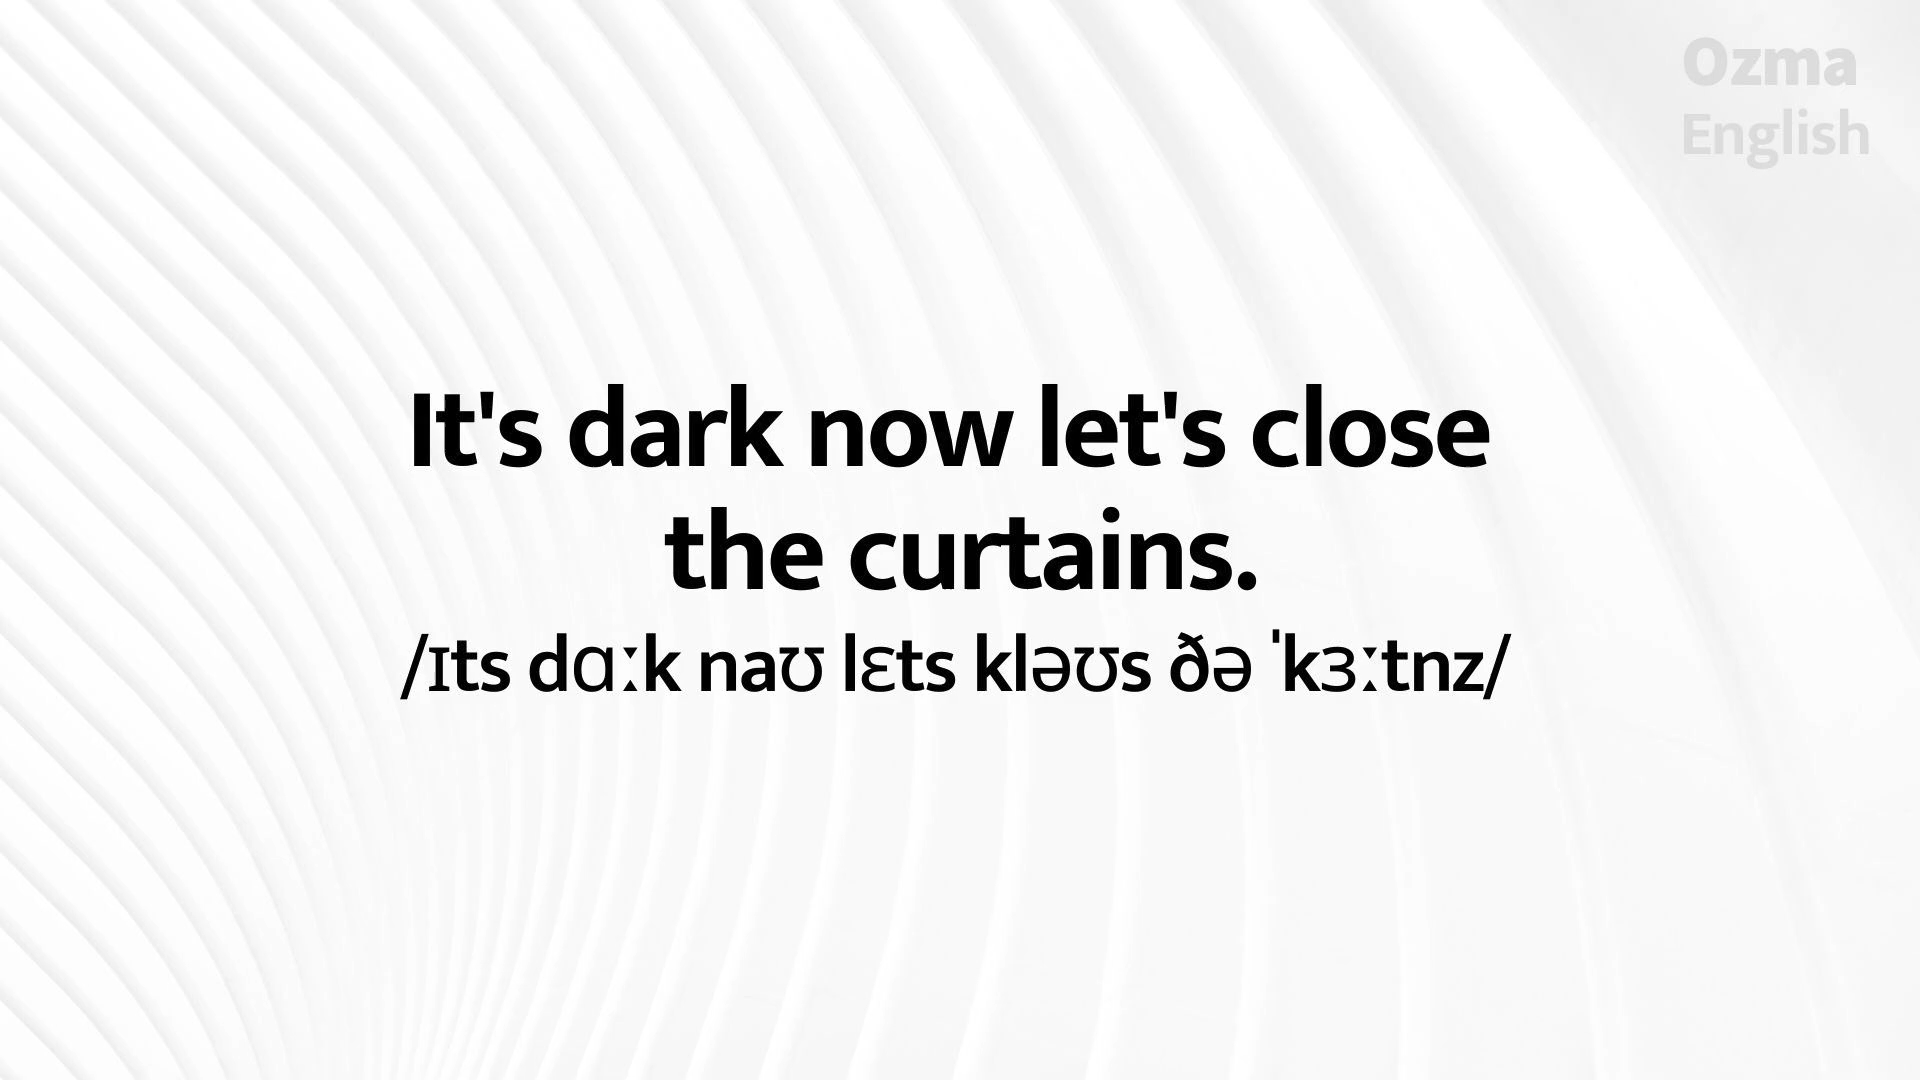 Ozma
English
It's dark now let's close
the curtains.
/ɪts dɑːk naʊ lɛts kləʊs ðə ˈkɜːtnz/